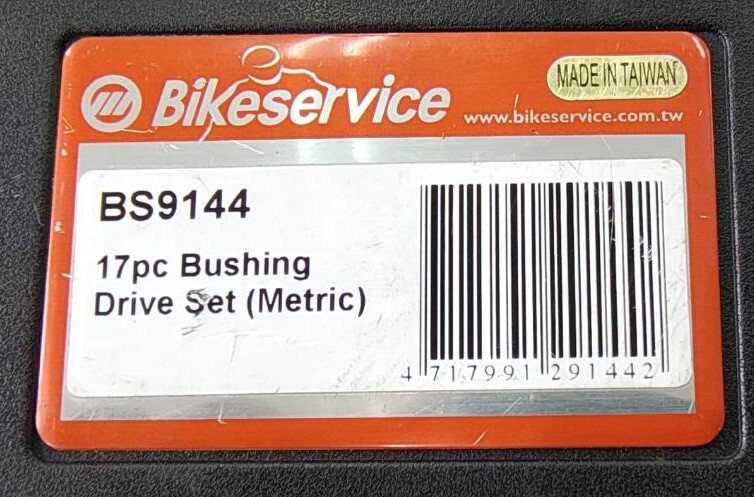 Bikeservice
MADE IN TAIWAN
www.bikeservice.com.tw
BS9144
17pc Bushing
Drive Set (Metric)
4 717991 291442